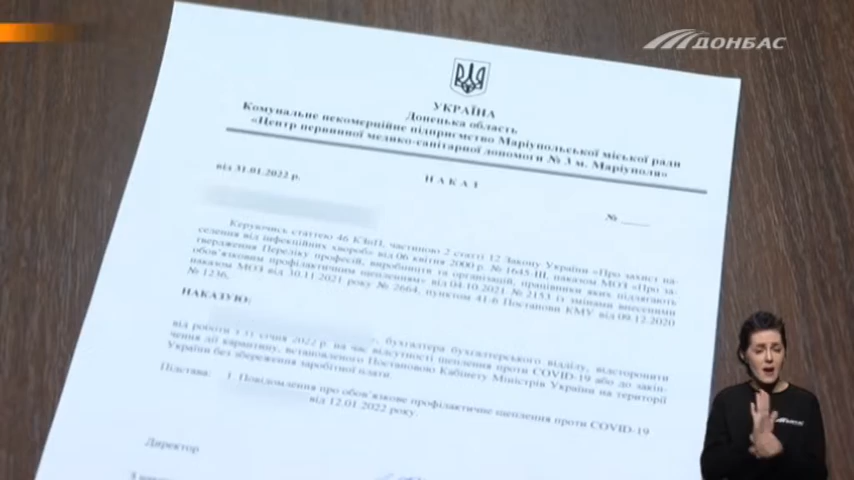 ДОНБАС
УКРАЇНА
Донецька область
Комунальне некомерційне підприємство Маріупольської міської ради
«Центр первинної медико-санітарної допомоги № 3 м. Маріуполя»
від 31.01.2022 р.
НАКАЗ
№
Керуючись статтею 46 КЗпП, частиною 2 статті 12 Закону України «Про захист на-
селення від інфекційних хвороб» від 06 квітня 2000 р. № 1645-III, наказом МОЗ «Про за-
твердження Переліку професій, виробництв та організацій, працівники яких підлягають
обов'язковим профілактичним щепленням» від 04.10.2021 № 2153 із змінами внесеними
наказом МОЗ від 30.11.2021 року № 2664, пунктом 41-6 Постанови КМУ від 09.12.2020
№ 1236,
НАКАЗУЮ:
бухгалтера бухгалтерського відділу, відсторонити
від роботи з 31 січня 2022 р. на час відсутності щеплення проти COVID-19 або до закін-
чення дії карантину, встановленого Постановою Кабінету Міністрів України на території
України без збереження заробітної плати.
Підстава: 1. Повідомлення про обов'язкове профілактичне щеплення проти COVID-19
від 12.01.2022 року.
Директор
ДОНБАС